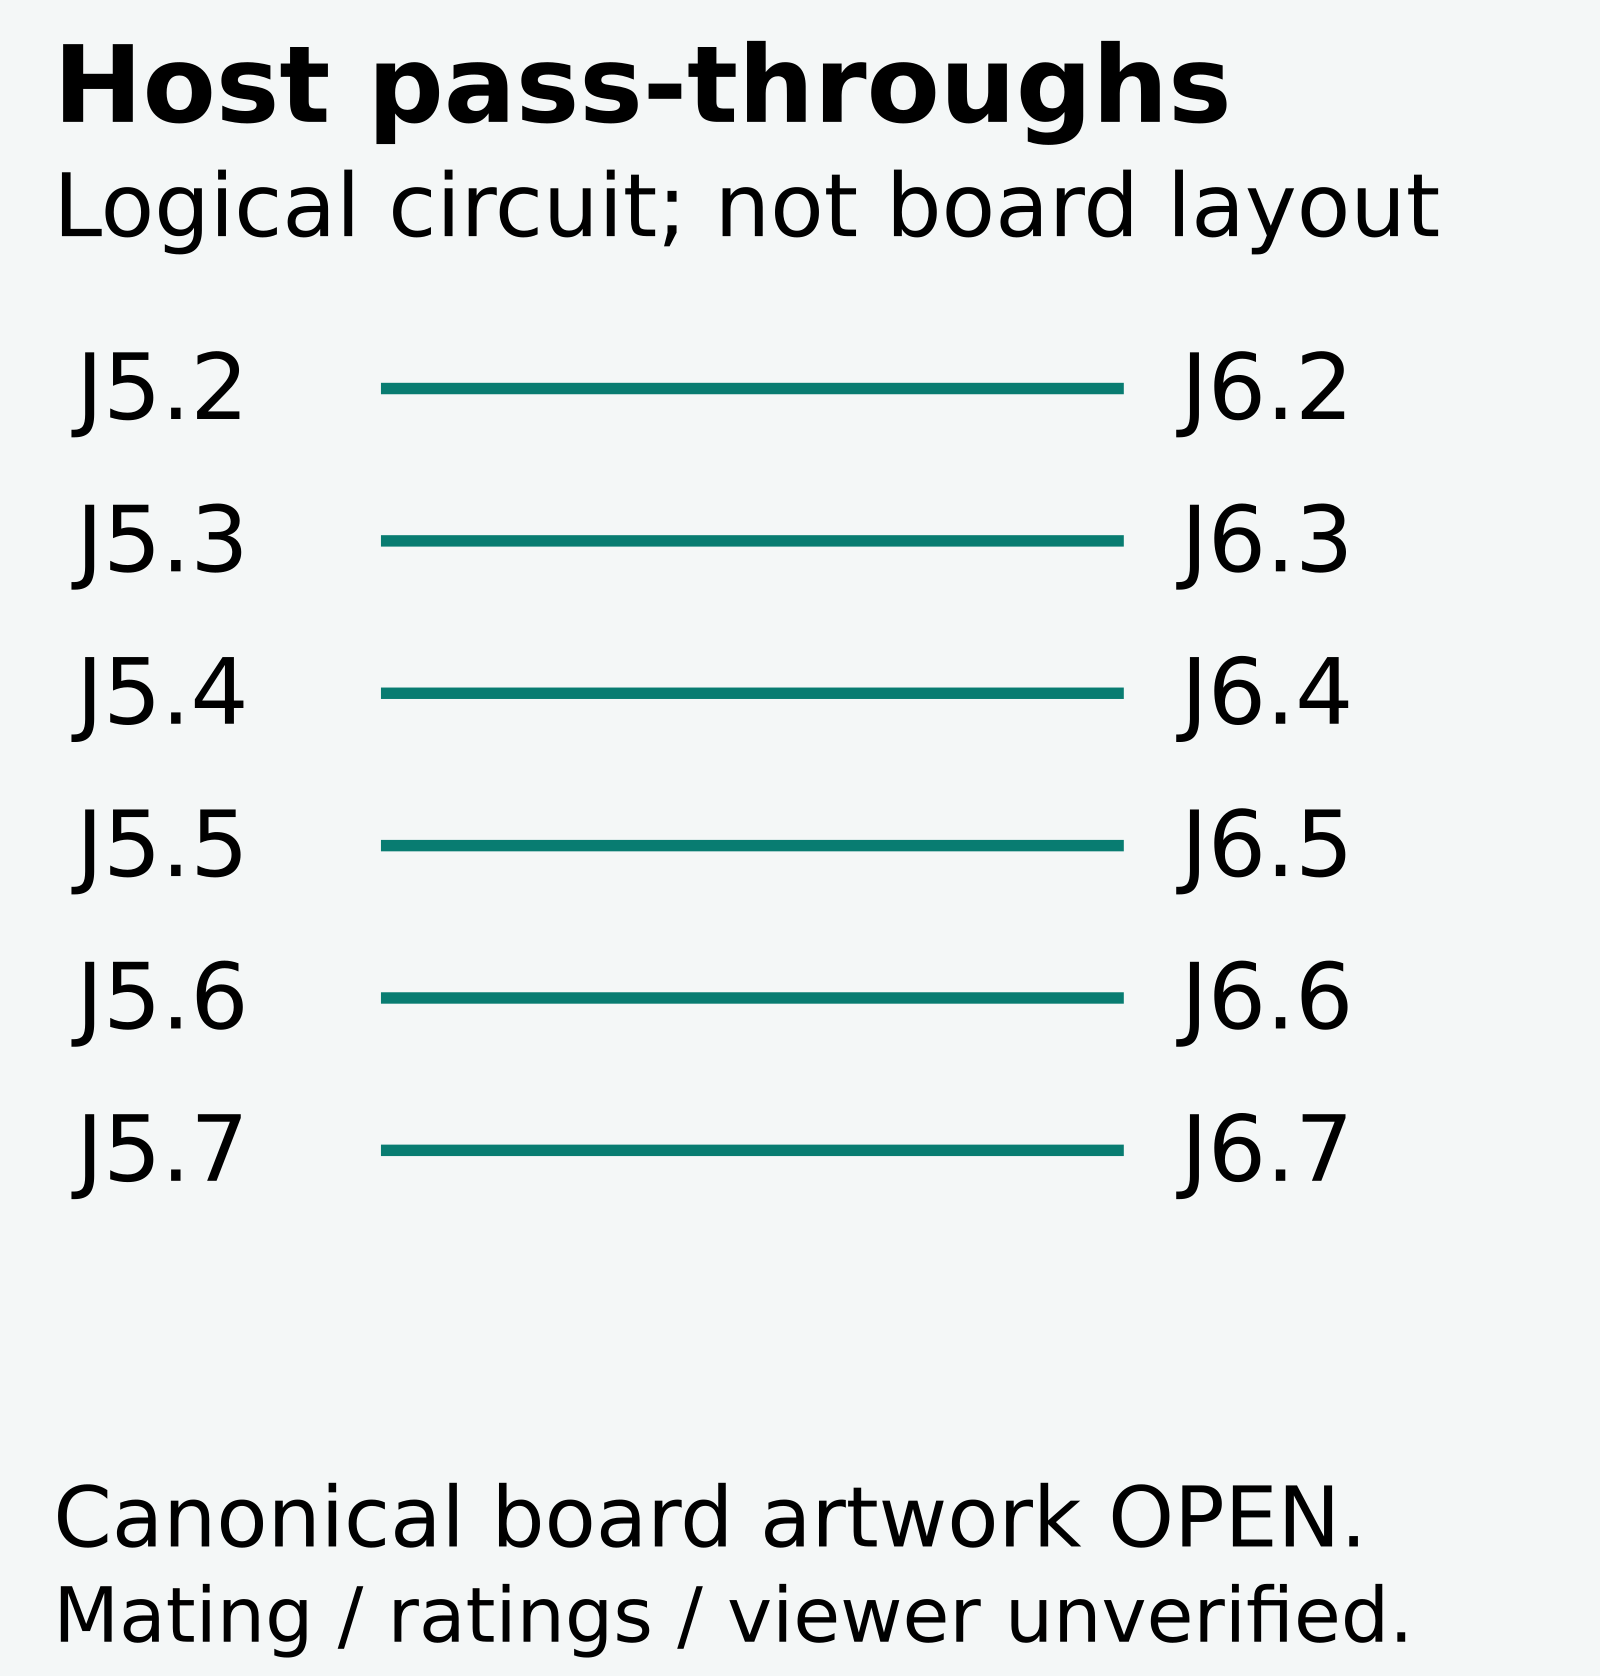 Host pass-throughs
Logical circuit; not board layout
J5.2 J6.2
J5.3 J6.3
J5.4 J6.4
J5.5 J6.5
J5.6 J6.6
J5.7 J6.7
Canonical board artwork OPEN.
Mating / ratings / viewer unverified.